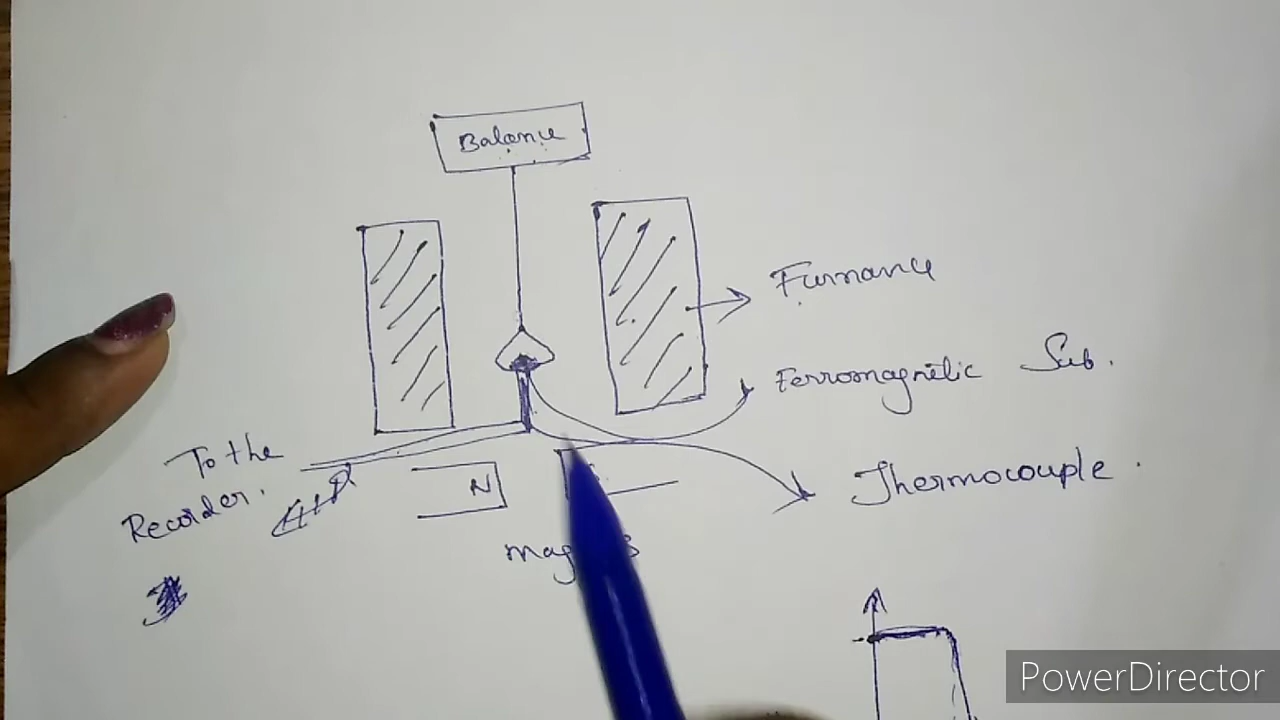 Balance
Furnance
Ferromagnetic Sub.
Thermocouple.
To the
Recorder.
N
PowerDirector